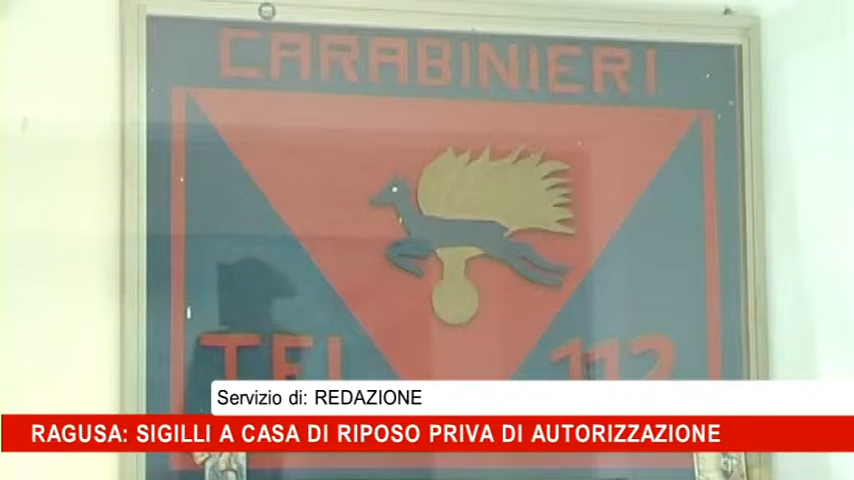 CARABINIERI
TEL 112
Servizio di: REDAZIONE
RAGUSA: SIGILLI A CASA DI RIPOSO PRIVA DI AUTORIZZAZIONE